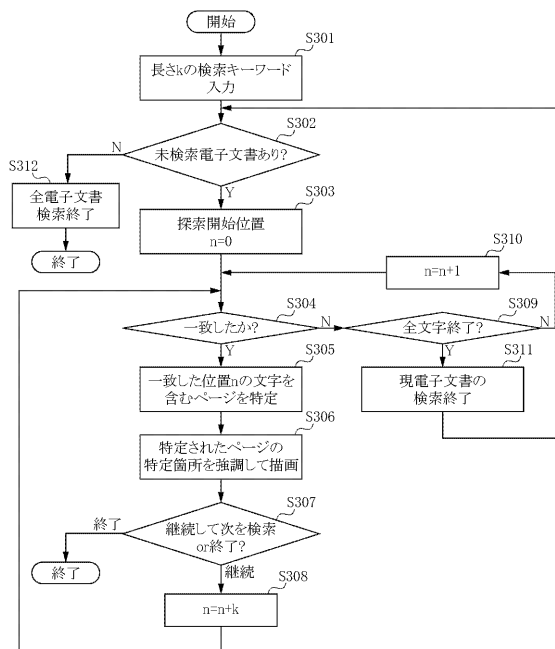 開始
S301
長さkの検索キーワード
入力
S302
未検索電子文書あり?
N
Y
S312
全電子文書
検索終了
終了
S303
探索開始位置
n=0
S310
n=n+1
S304
一致したか?
N
Y
S309
全文字終了?
N
Y
S305
一致した位置nの文字を
含むページを特定
S311
現電子文書の
検索終了
S306
特定されたページの
特定箇所を強調して描画
S307
継続して次を検索
or終了?
終了
継続
終了
S308
n=n+k